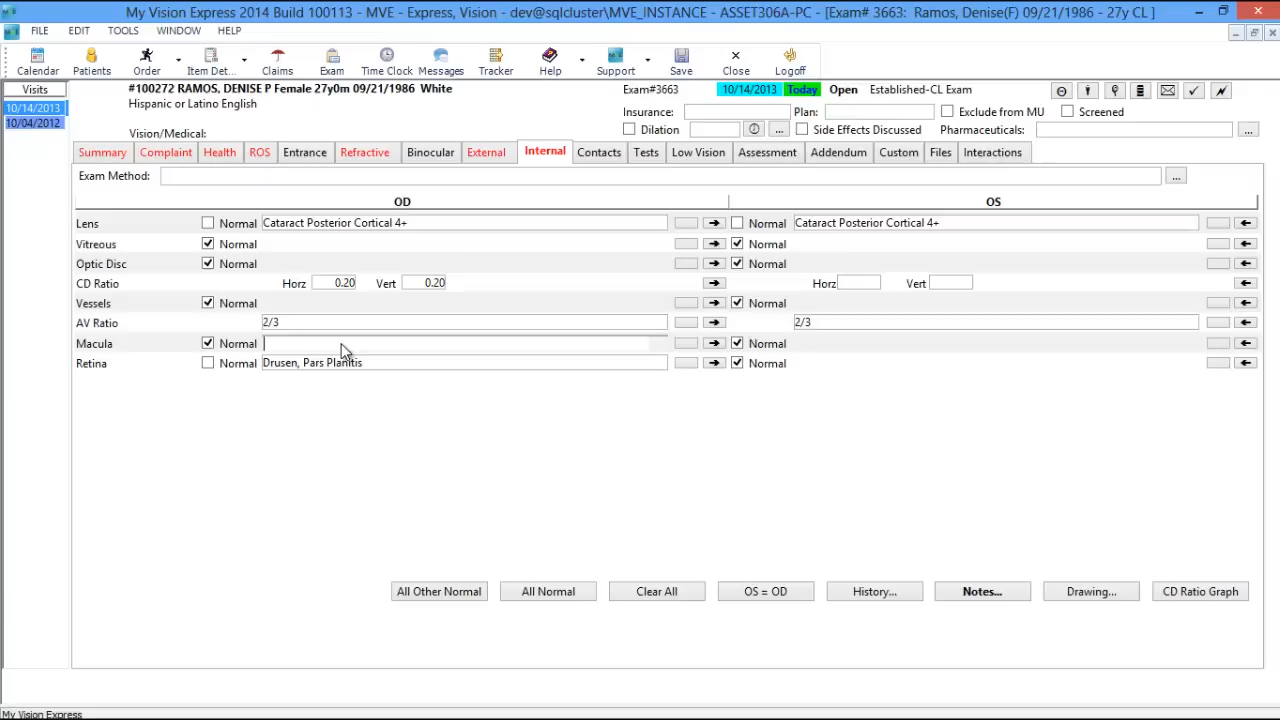 My Vision Express 2014 Build 100113 - MVE - Express, Vision - dev@sqlcluster\MVE_INSTANCE - ASSET306A-PC - [Exam# 3663: Ramos, Denise(F) 09/21/1986 - 27y CL ]
FILE EDIT TOOLS WINDOW HELP
Calendar Patients Order Item Det... Claims Exam Time Clock Messages Tracker Help Support Save Close Logoff
Visits #100272 RAMOS, DENISE P Female 27y0m 09/21/1986 White Exam#3663 10/14/2013 Today Open Established-CL Exam
10/14/2013 Hispanic or Latino English Insurance: Plan: Exclude from MU Screened
10/04/2012 Vision/Medical: Dilation ... Side Effects Discussed Pharmaceuticals: ...
Summary Complaint Health ROS Entrance Refractive Binocular External Internal Contacts Tests Low Vision Assessment Addendum Custom Files Interactions
Exam Method: ...
OD OS
Lens Normal Cataract Posterior Cortical 4+ Normal Cataract Posterior Cortical 4+
Vitreous Normal Normal
Optic Disc Normal Normal
CD Ratio Horz 0.20 Vert 0.20 Horz Vert
Vessels Normal Normal
AV Ratio 2/3 2/3
Macula Normal Normal
Retina Normal Drusen, Pars Planitis Normal
All Other Normal All Normal Clear All OS = OD History... Notes... Drawing... CD Ratio Graph
My Vision Express